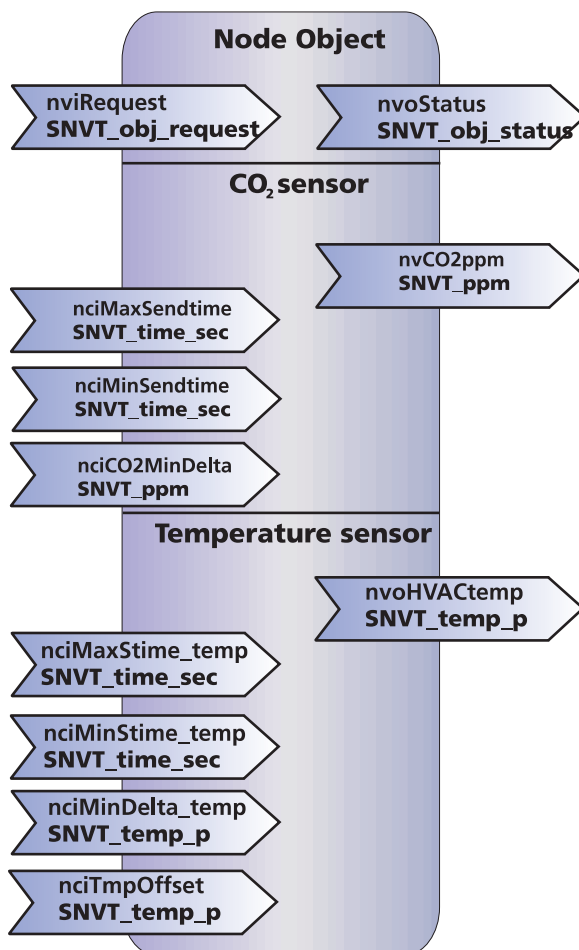 Node Object
nviRequest
SNVT_obj_request
nvoStatus
SNVT_obj_status
CO₂ sensor
nvCO2ppm
SNVT_ppm
nciMaxSendtime
SNVT_time_sec
nciMinSendtime
SNVT_time_sec
nciCO2MinDelta
SNVT_ppm
Temperature sensor
nvoHVACtemp
SNVT_temp_p
nciMaxStime_temp
SNVT_time_sec
nciMinStime_temp
SNVT_time_sec
nciMinDelta_temp
SNVT_temp_p
nciTmpOffset
SNVT_temp_p